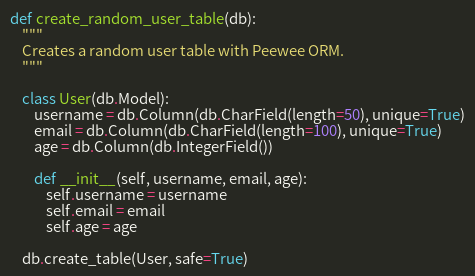 def create_random_user_table(db):
    """
    Creates a random user table with Peewee ORM.
    """

    class User(db.Model):
        username = db.Column(db.CharField(length=50), unique=True)
        email = db.Column(db.CharField(length=100), unique=True)
        age = db.Column(db.IntegerField())

        def __init__(self, username, email, age):
            self.username = username
            self.email = email
            self.age = age

    db.create_table(User, safe=True)